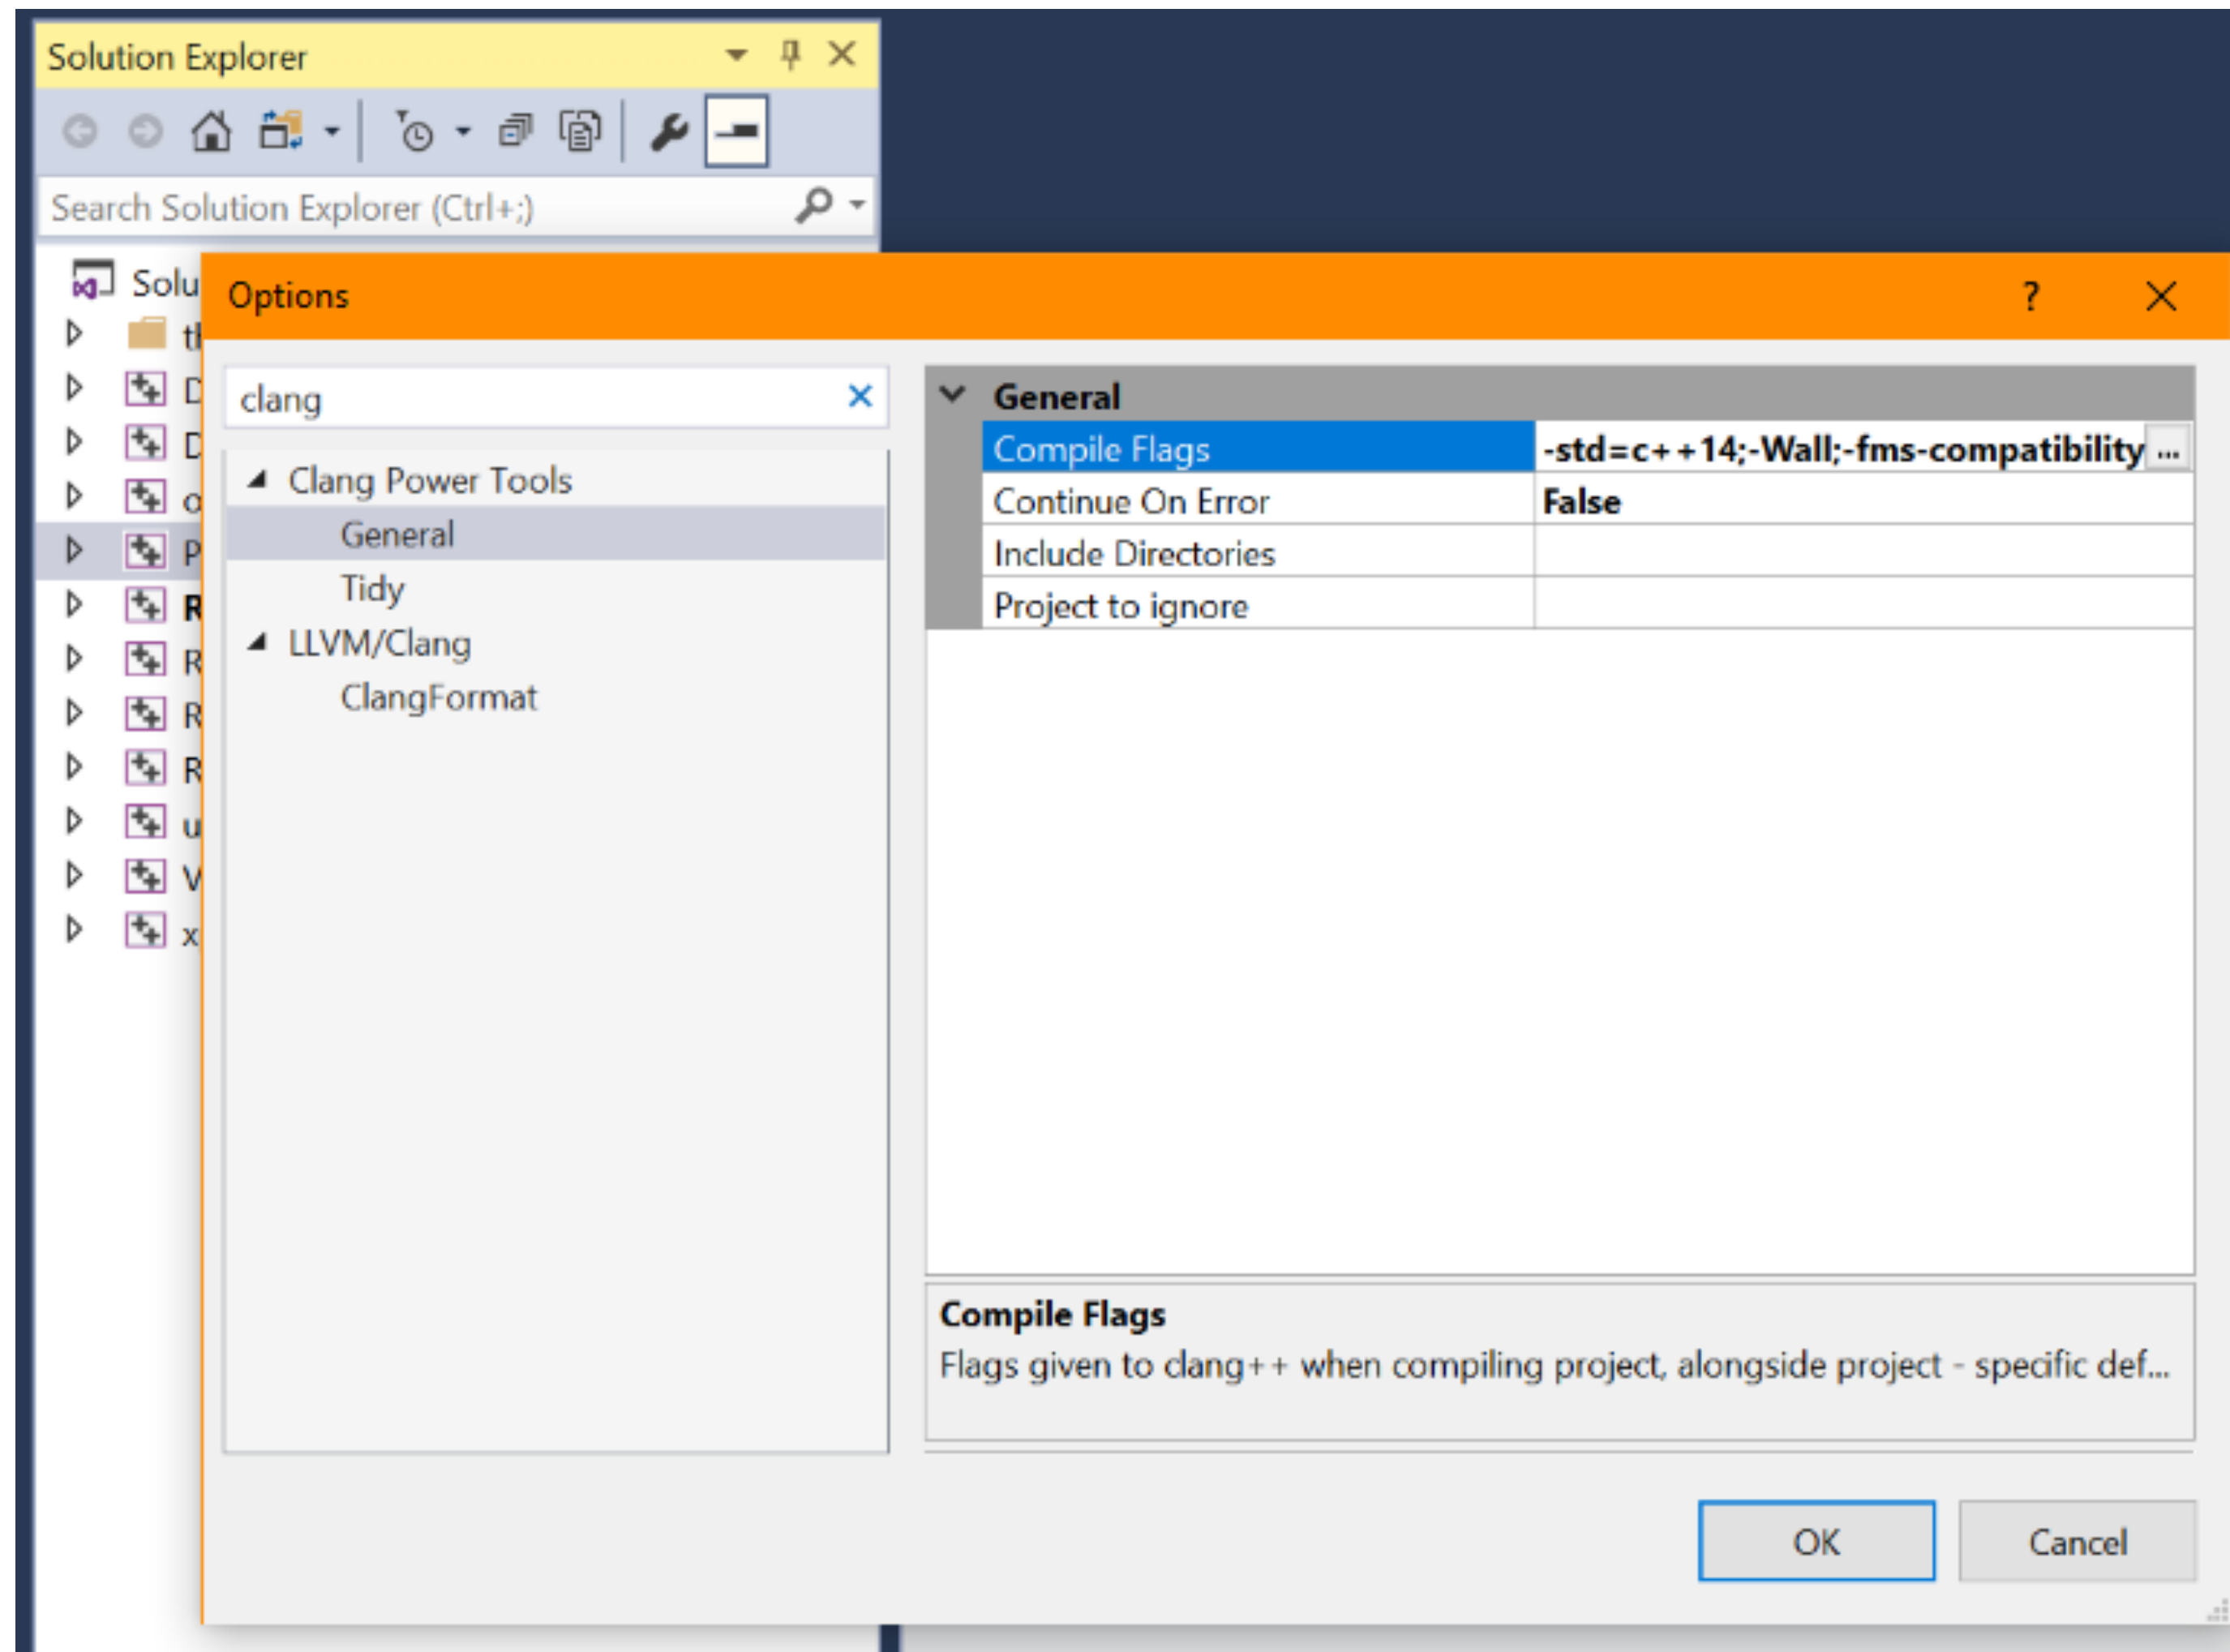 Solution Explorer
Search Solution Explorer (Ctrl+;)
Options
clang
Clang Power Tools
General
Tidy
LLVM/Clang
ClangFormat
General
Compile Flags -std=c++14;-Wall;-fms-compatibility ...
Continue On Error False
Include Directories
Project to ignore
Compile Flags
Flags given to clang++ when compiling project, alongside project - specific def...
OK Cancel